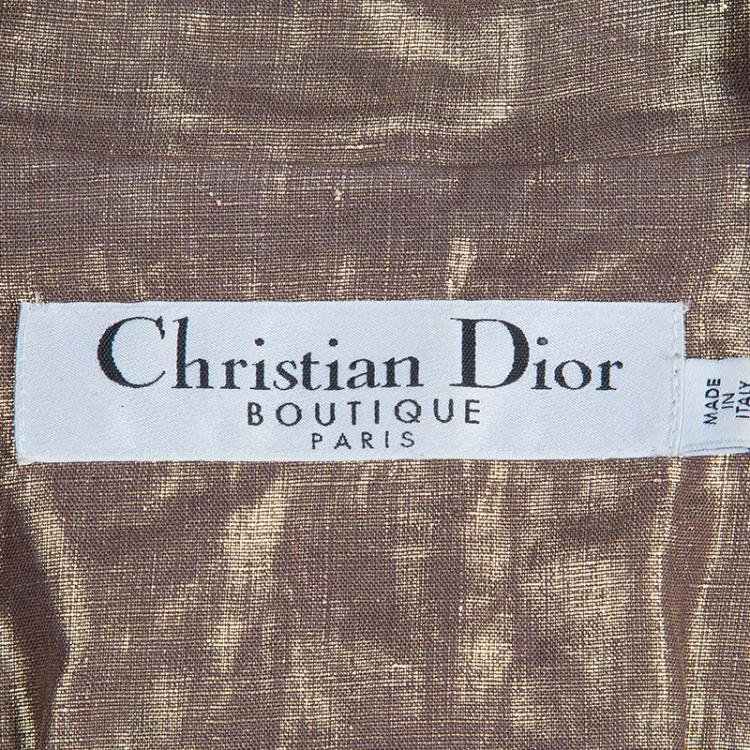 Christian Dior
BOUTIQUE
PARIS
MADE
IN
ITALY